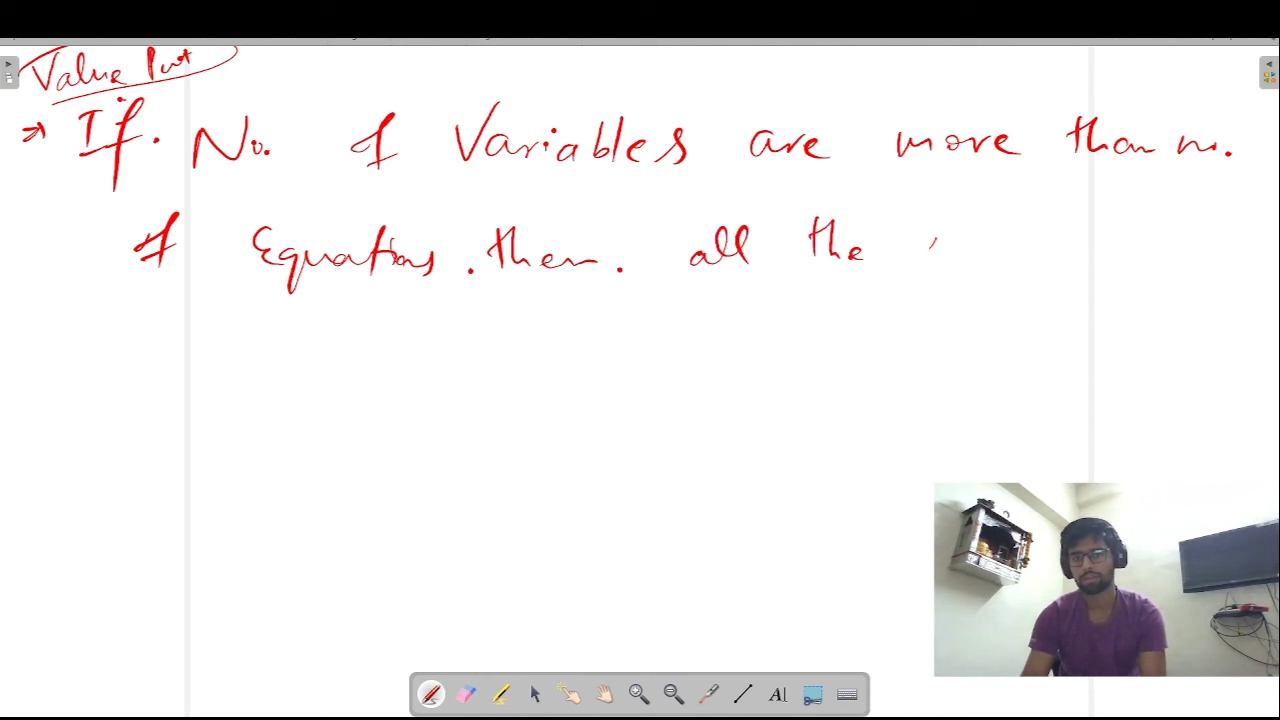 Value Put
→ If. No. of Variables are more than no.
of Equations. then. all the